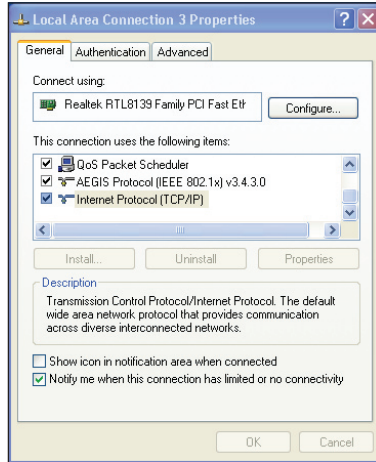 Local Area Connection 3 Properties
General Authentication Advanced
Connect using:
Realtek RTL8139 Family PCI Fast Eth
Configure...
This connection uses the following items:
QoS Packet Scheduler
AEGIS Protocol (IEEE 802.1x) v3.4.3.0
Internet Protocol (TCP/IP)
Install... Uninstall Properties
Description
Transmission Control Protocol/Internet Protocol. The default
wide area network protocol that provides communication
across diverse interconnected networks.
Show icon in notification area when connected
Notify me when this connection has limited or no connectivity
OK Cancel